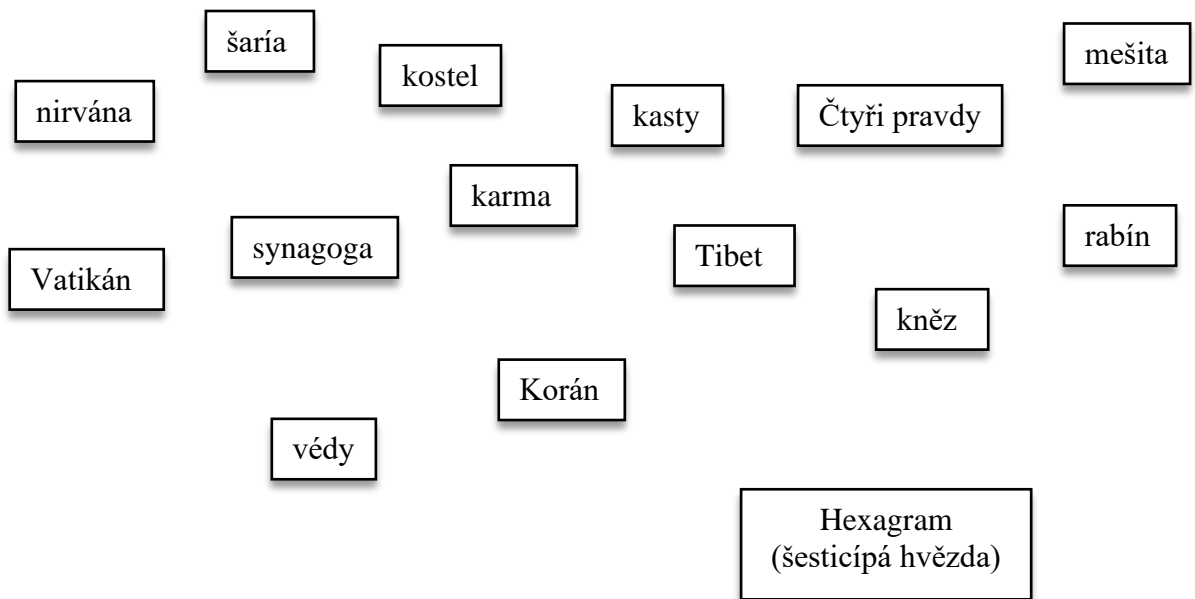 šaría
mešita
kostel
nirvána
kasty
Čtyři pravdy
karma
rabín
synagoga
Tibet
Vatikán
kněz
Korán
védy
Hexagram
(šesticípá hvězda)